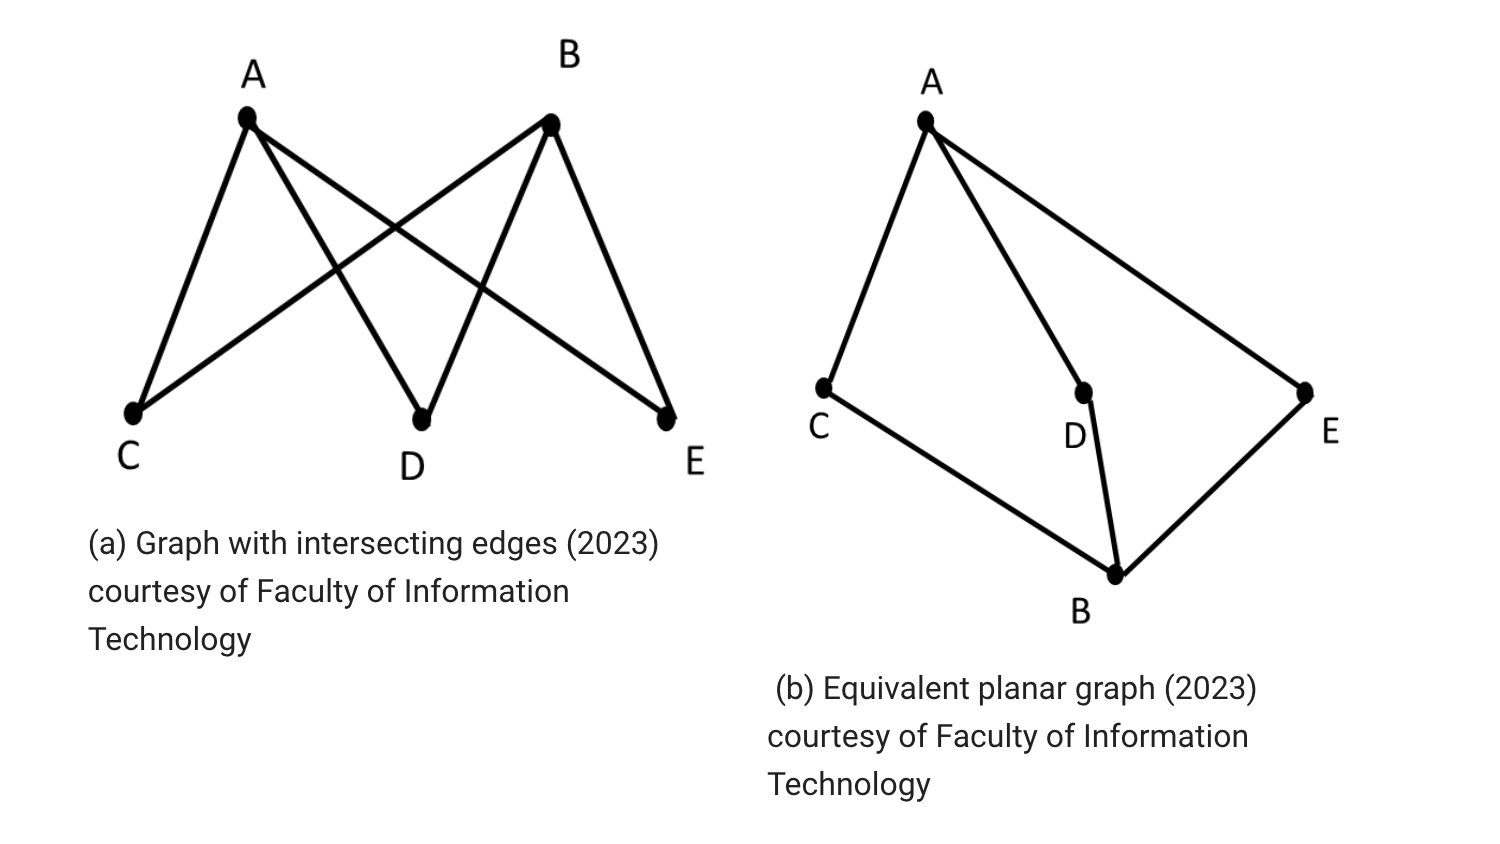 A
B
C
D
E
(a) Graph with intersecting edges (2023)
courtesy of Faculty of Information
Technology
A
C
D
E
B
(b) Equivalent planar graph (2023)
courtesy of Faculty of Information
Technology